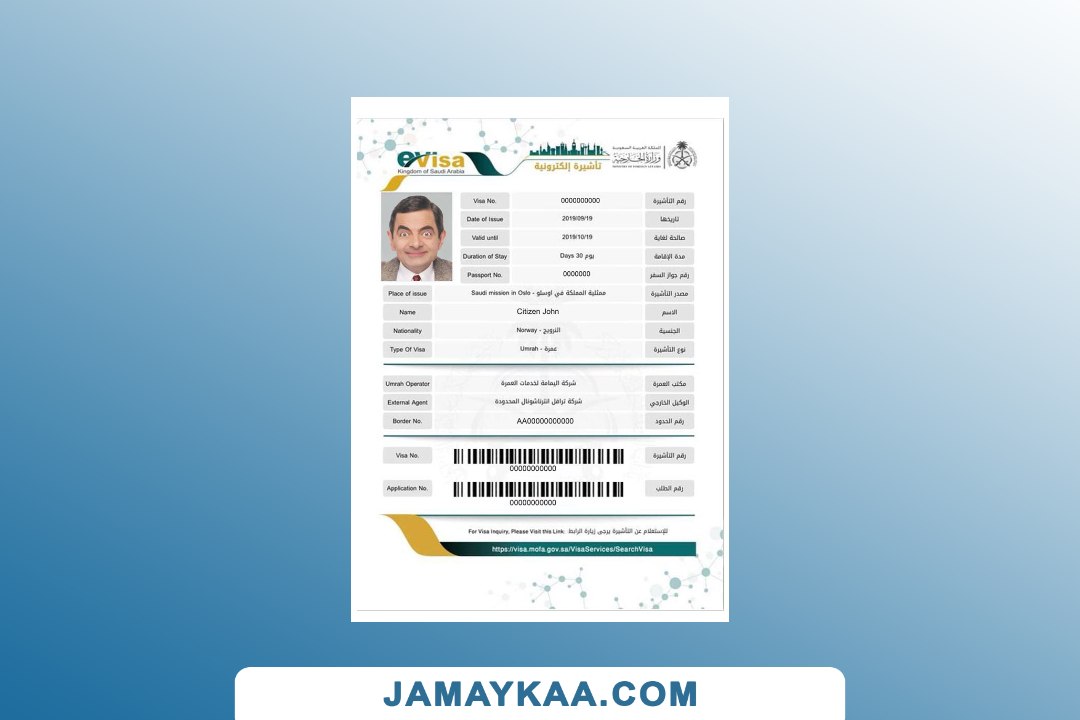 eVisa
Kingdom of Saudi Arabia
تأشيرة إلكترونية
المملكة العربية السعودية
وزارة الخارجية
MINISTRY OF FOREIGN AFFAIRS
Visa No. 0000000000 رقم التأشيرة
Date of Issue 2019/09/19 تاريخها
Valid until 2019/10/19 صالحة لغاية
Duration of Stay Days 30 يوم مدة الإقامة
Passport No. 0000000 رقم جواز السفر
Place of issue Saudi mission in Oslo - ممثلية المملكة في اوسلو مصدر التأشيرة
Name Citizen John الاسم
Nationality Norway - النرويج الجنسية
Type Of Visa Umrah - عمرة نوع التأشيرة
Umrah Operator شركة اليمامة لخدمات العمرة مكتب العمرة
External Agent شركة ترافل انترناشونال المحدودة الوكيل الخارجي
Border No. AA00000000000 رقم الحدود
Visa No. رقم التأشيرة
00000000000
Application No. رقم الطلب
00000000000
For Visa Inquiry, Please Visit this Link: للإستعلام عن التأشيرة يرجى زيارة الرابط
https://visa.mofa.gov.sa/VisaServices/SearchVisa
JAMAYKAA.COM